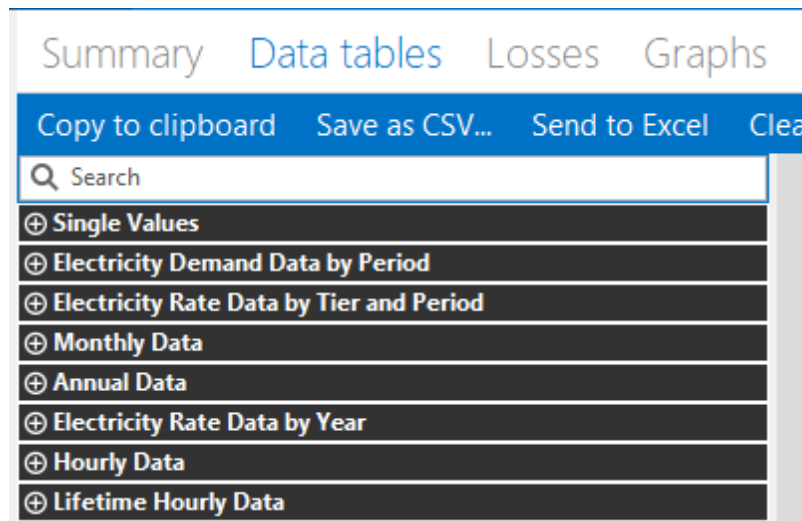 Summary Data tables Losses Graphs
Copy to clipboard Save as CSV... Send to Excel
Search
Single Values
Electricity Demand Data by Period
Electricity Rate Data by Tier and Period
Monthly Data
Annual Data
Electricity Rate Data by Year
Hourly Data
Lifetime Hourly Data